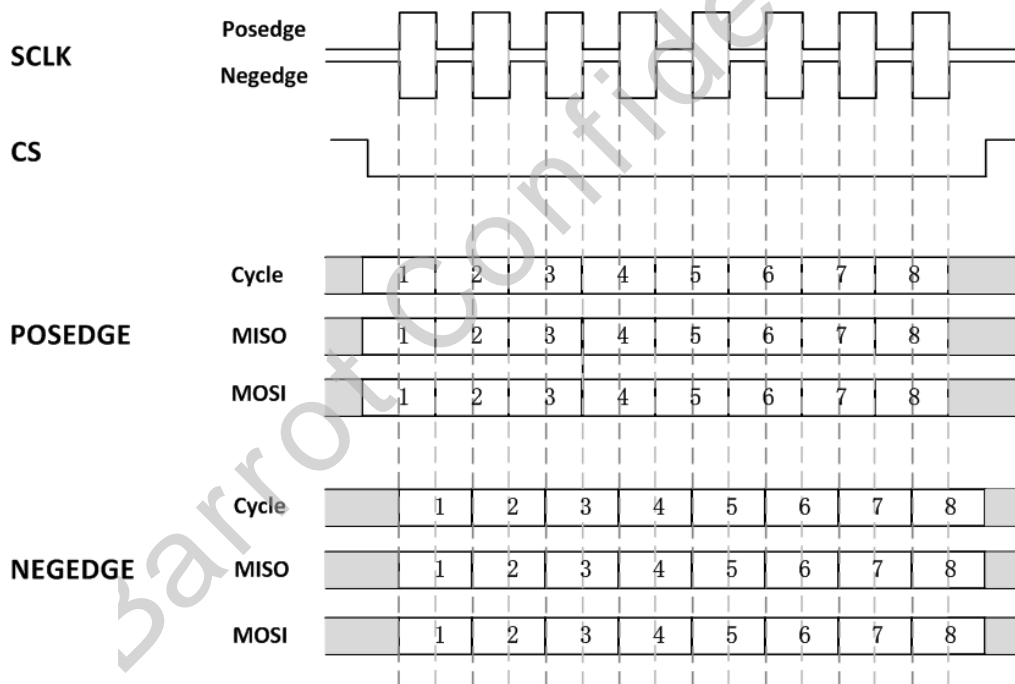 Posedge
SCLK
Negedge
CS
Cycle 1 2 3 4 5 6 7 8
POSEDGE MISO 1 2 3 4 5 6 7 8
MOSI 1 2 3 4 5 6 7 8
Cycle 1 2 3 4 5 6 7 8
NEGEDGE MISO 1 2 3 4 5 6 7 8
MOSI 1 2 3 4 5 6 7 8
Barrot Confide